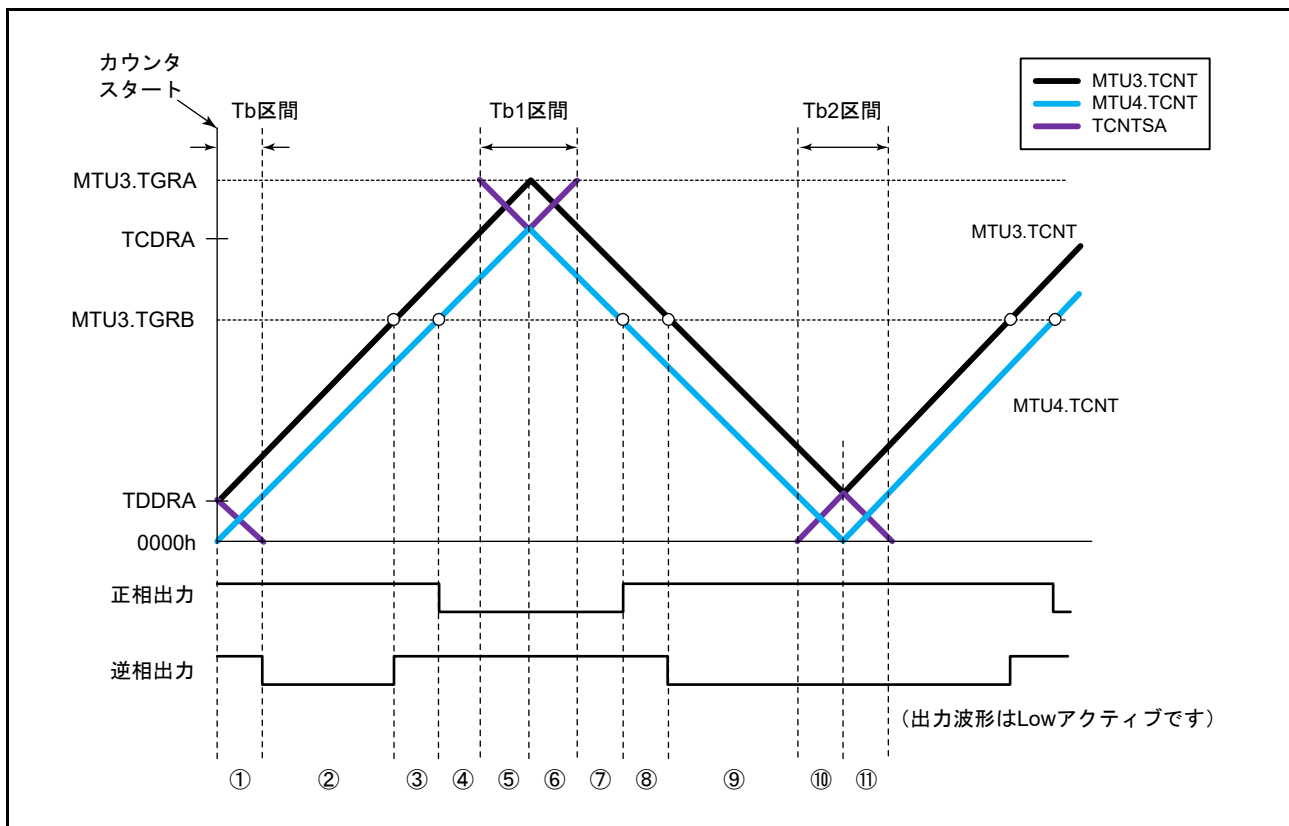 カウンタ
スタート
Tb区間
Tb1区間
Tb2区間
MTU3.TCNT
MTU4.TCNT
TCNTSA
MTU3.TGRA
TCDRA
MTU3.TCNT
MTU3.TGRB
MTU4.TCNT
TDDRA
0000h
正相出力
逆相出力
（出力波形はLowアクティブです）
① ② ③ ④ ⑤ ⑥ ⑦ ⑧ ⑨ ⑩ ⑪